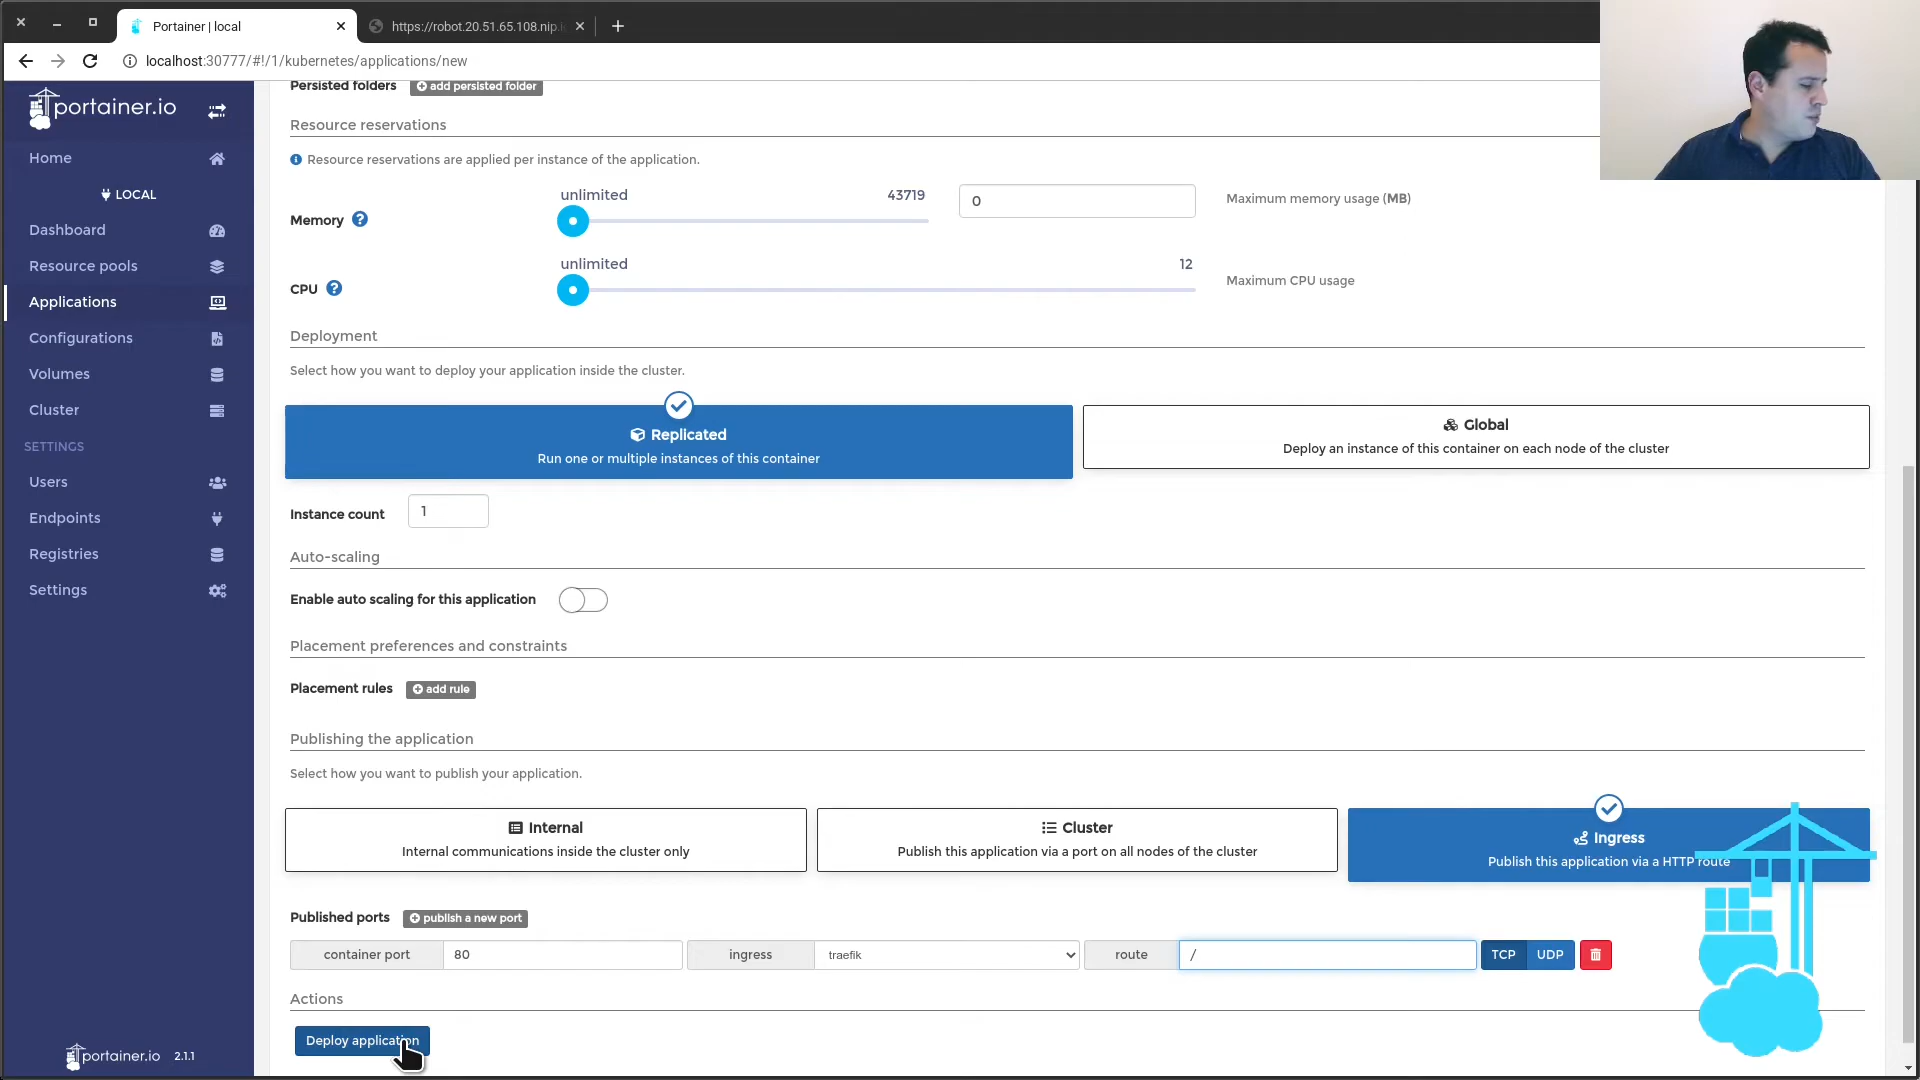 Portainer | local
https://robot.20.51.65.108.nip.
localhost:30777/#!/1/kubernetes/applications/new
portainer.io
Home
LOCAL
Dashboard
Resource pools
Applications
Configurations
Volumes
Cluster
SETTINGS
Users
Endpoints
Registries
Settings
portainer.io 2.1.1
Persisted folders add persisted folder
Resource reservations
Resource reservations are applied per instance of the application.
Memory unlimited 43719 0 Maximum memory usage (MB)
CPU unlimited 12 Maximum CPU usage
Deployment
Select how you want to deploy your application inside the cluster.
Replicated
Run one or multiple instances of this container
Global
Deploy an instance of this container on each node of the cluster
Instance count 1
Auto-scaling
Enable auto scaling for this application
Placement preferences and constraints
Placement rules add rule
Publishing the application
Select how you want to publish your application.
Internal
Internal communications inside the cluster only
Cluster
Publish this application via a port on all nodes of the cluster
Ingress
Publish this application via a HTTP route
Published ports publish a new port
container port 80 ingress traefik route / TCP UDP
Actions
Deploy application